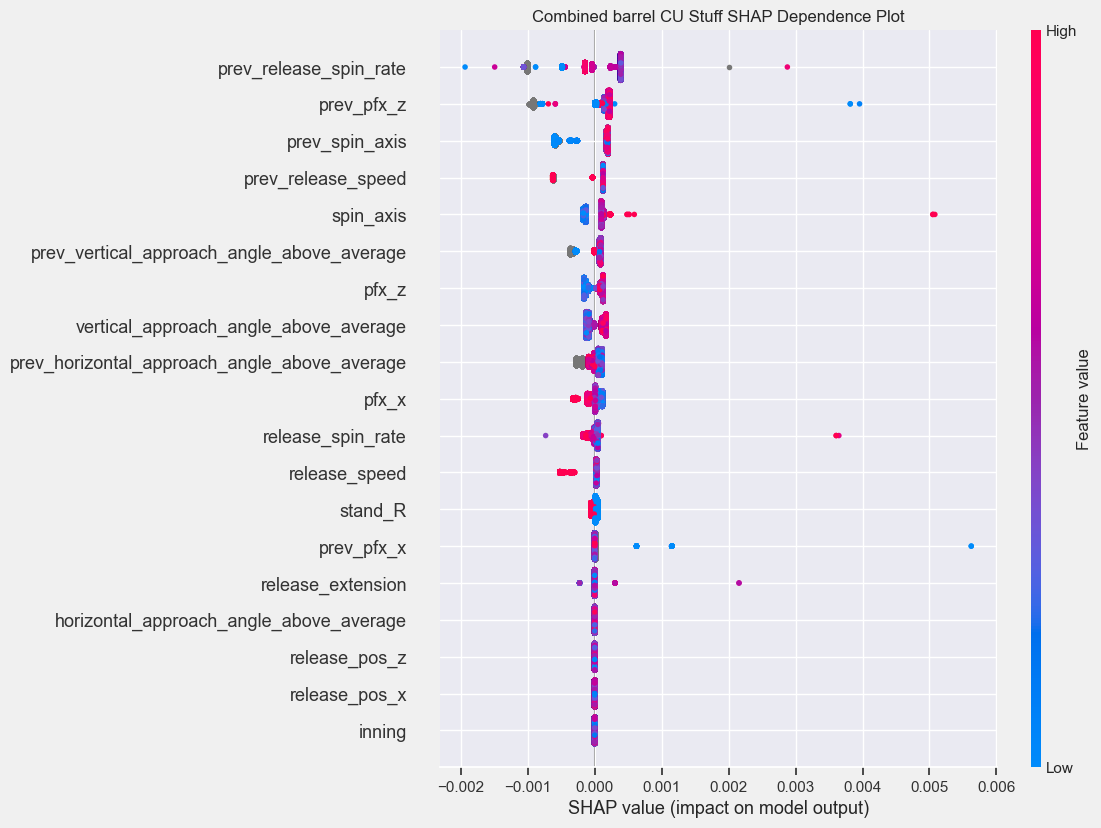 Combined barrel CU Stuff SHAP Dependence Plot
High
prev_release_spin_rate
prev_pfx_z
prev_spin_axis
prev_release_speed
spin_axis
prev_vertical_approach_angle_above_average
pfx_z
vertical_approach_angle_above_average
prev_horizontal_approach_angle_above_average
pfx_x
release_spin_rate
release_speed
stand_R
prev_pfx_x
release_extension
horizontal_approach_angle_above_average
release_pos_z
release_pos_x
inning
Feature value
Low
−0.002 −0.001 0.000 0.001 0.002 0.003 0.004 0.005 0.006
SHAP value (impact on model output)